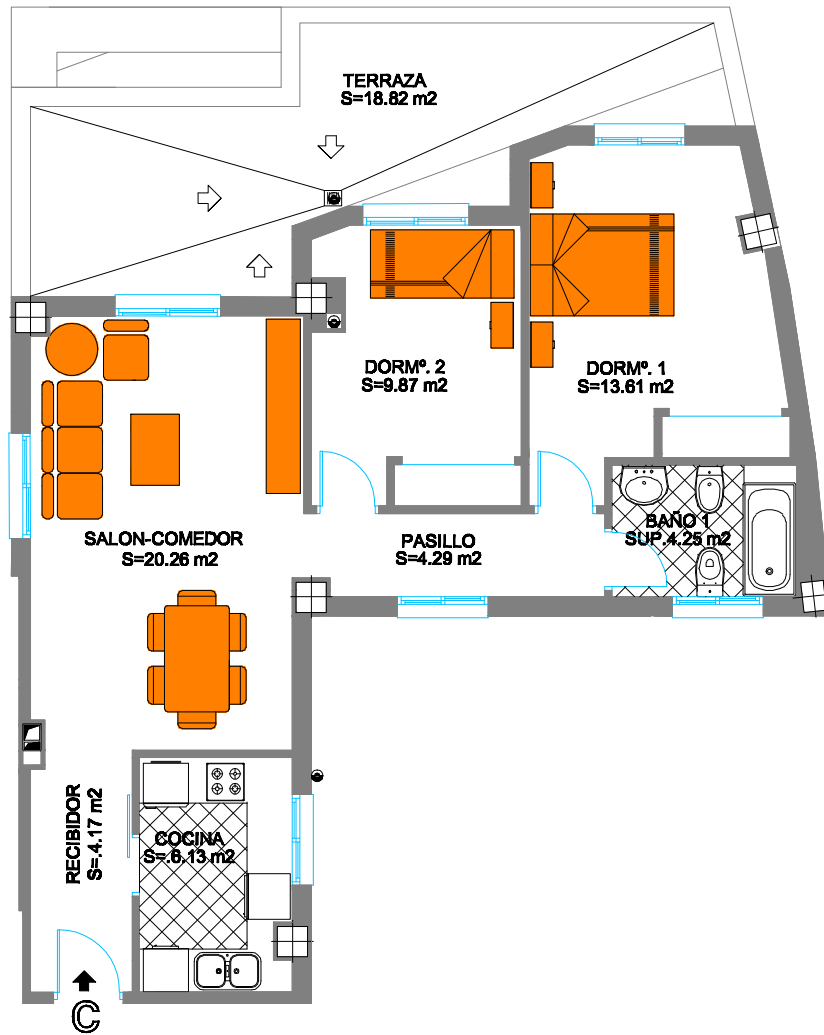 TERRAZA
S=18.82 m2
DORMº. 2
S=9.87 m2
DORMº. 1
S=13.61 m2
SALON-COMEDOR
S=20.26 m2
PASILLO
S=4.29 m2
BAÑO 1
SUP.4.25 m2
RECIBIDOR
S=.4.17 m2
COCINA
S=.6.13 m2
C